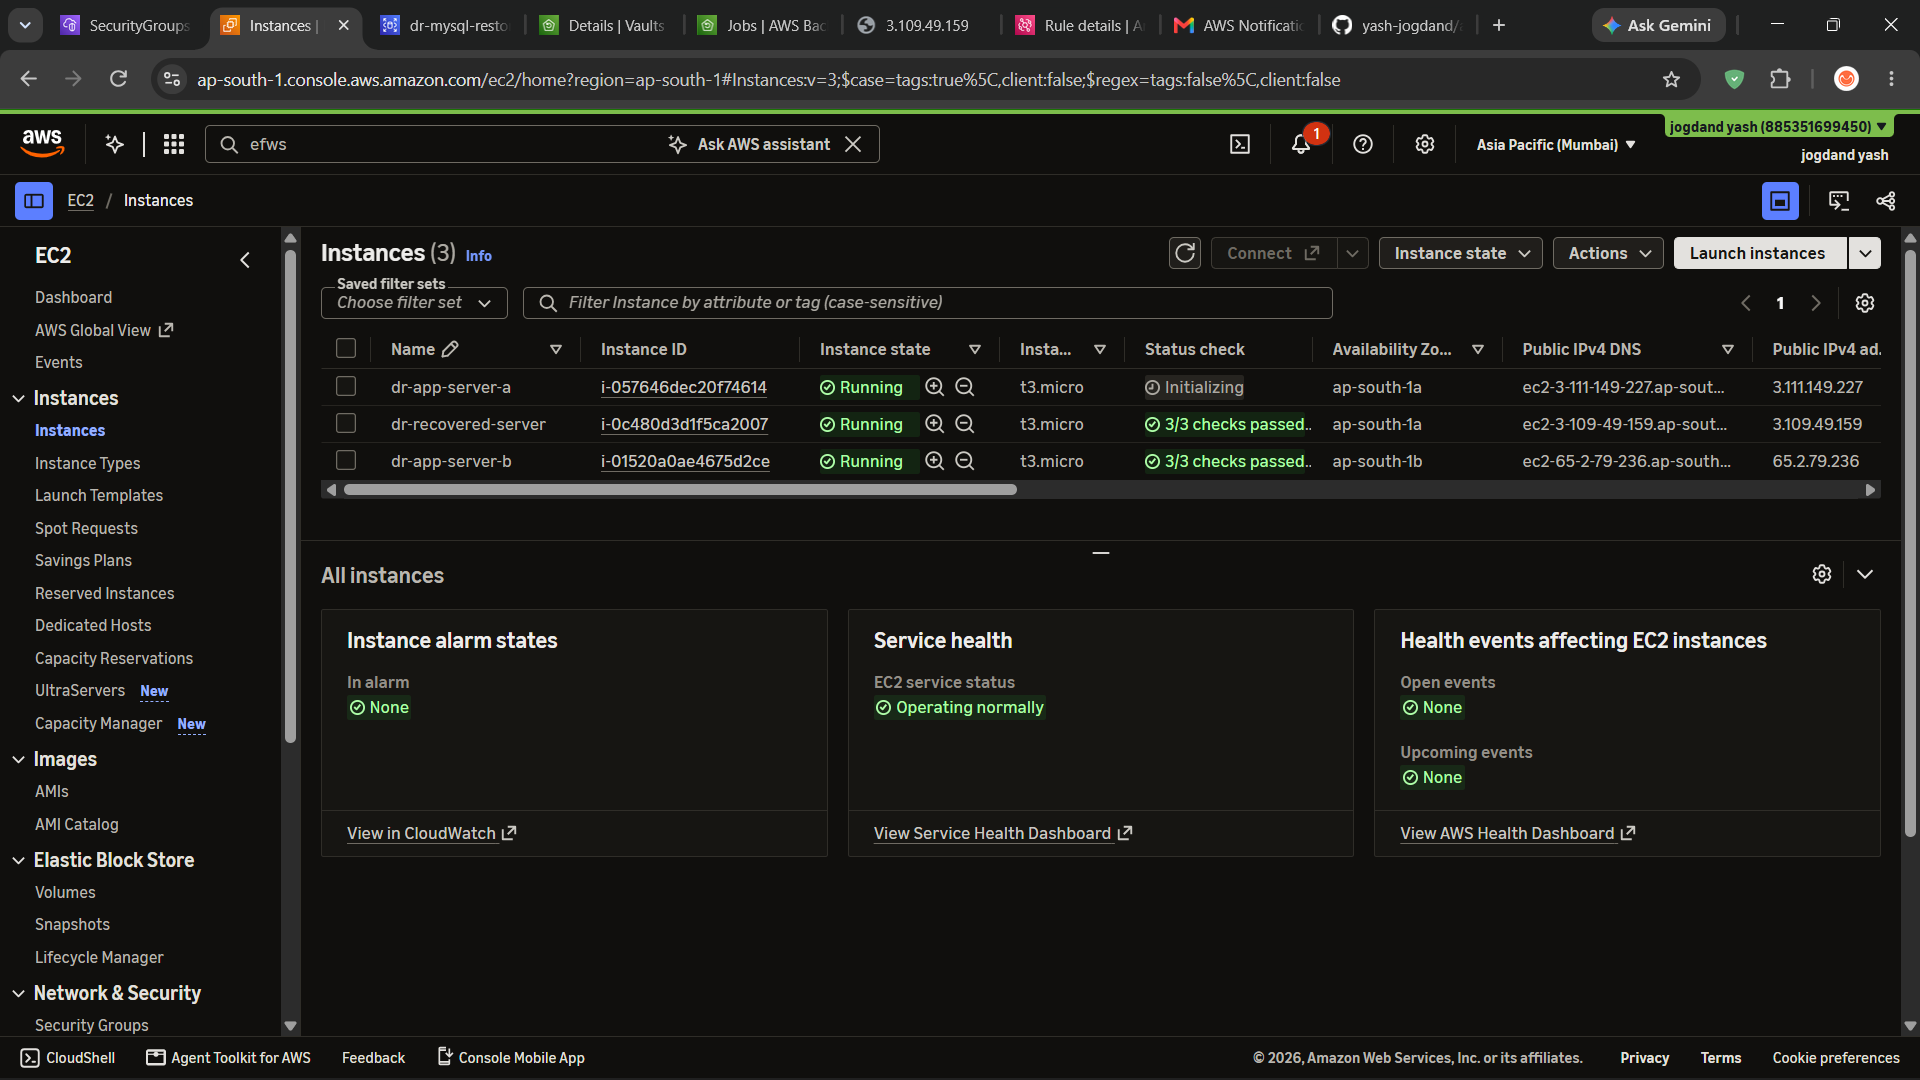 SecurityGroups
Instances |
dr-mysql-resto
Details | Vaults
Jobs | AWS Bac
3.109.49.159
Rule details | A
AWS Notificatio
yash-jogdand/
Ask Gemini
ap-south-1.console.aws.amazon.com/ec2/home?region=ap-south-1#Instances:v=3;$case=tags:true%5C,client:false;$regex=tags:false%5C,client:false
aws
efws
Ask AWS assistant
1
Asia Pacific (Mumbai)
jogdand yash (885351699450)
jogdand yash
EC2 / Instances
EC2
Dashboard
AWS Global View
Events
Instances
Instances
Instance Types
Launch Templates
Spot Requests
Savings Plans
Reserved Instances
Dedicated Hosts
Capacity Reservations
UltraServers New
Capacity Manager New
Images
AMIs
AMI Catalog
Elastic Block Store
Volumes
Snapshots
Lifecycle Manager
Network & Security
Security Groups
Instances (3) Info
Connect
Instance state
Actions
Launch instances
Saved filter sets
Choose filter set
Filter Instance by attribute or tag (case-sensitive)
1
Name Instance ID Instance state Insta... Status check Availability Zo... Public IPv4 DNS Public IPv4 ad.
dr-app-server-a i-057646dec20f74614 Running t3.micro Initializing ap-south-1a ec2-3-111-149-227.ap-sout... 3.111.149.227
dr-recovered-server i-0c480d3d1f5ca2007 Running t3.micro 3/3 checks passed.. ap-south-1a ec2-3-109-49-159.ap-sout... 3.109.49.159
dr-app-server-b i-01520a0ae4675d2ce Running t3.micro 3/3 checks passed.. ap-south-1b ec2-65-2-79-236.ap-south... 65.2.79.236
All instances
Instance alarm states
In alarm
None
View in CloudWatch
Service health
EC2 service status
Operating normally
View Service Health Dashboard
Health events affecting EC2 instances
Open events
None
Upcoming events
None
View AWS Health Dashboard
CloudShell
Agent Toolkit for AWS
Feedback
Console Mobile App
© 2026, Amazon Web Services, Inc. or its affiliates.
Privacy
Terms
Cookie preferences